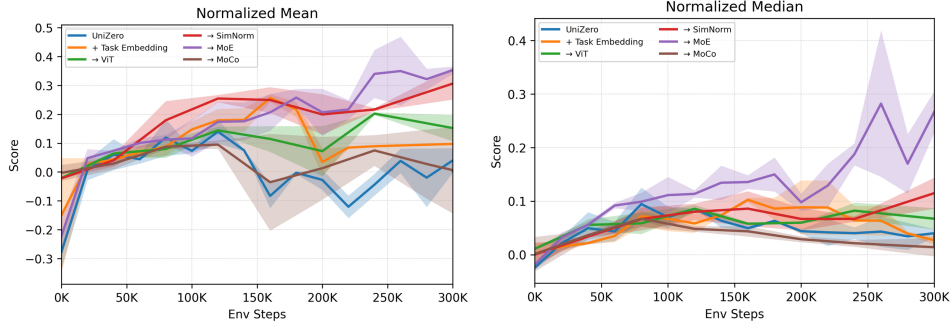 Normalized Mean
Score
0.5
0.4
0.3
0.2
0.1
0.0
−0.1
−0.2
−0.3
UniZero
+ Task Embedding
→ ViT
→ SimNorm
→ MoE
→ MoCo
0K 50K 100K 150K 200K 250K 300K
Env Steps
Normalized Median
Score
0.4
0.3
0.2
0.1
0.0
UniZero
+ Task Embedding
→ ViT
→ SimNorm
→ MoE
→ MoCo
0K 50K 100K 150K 200K 250K 300K
Env Steps